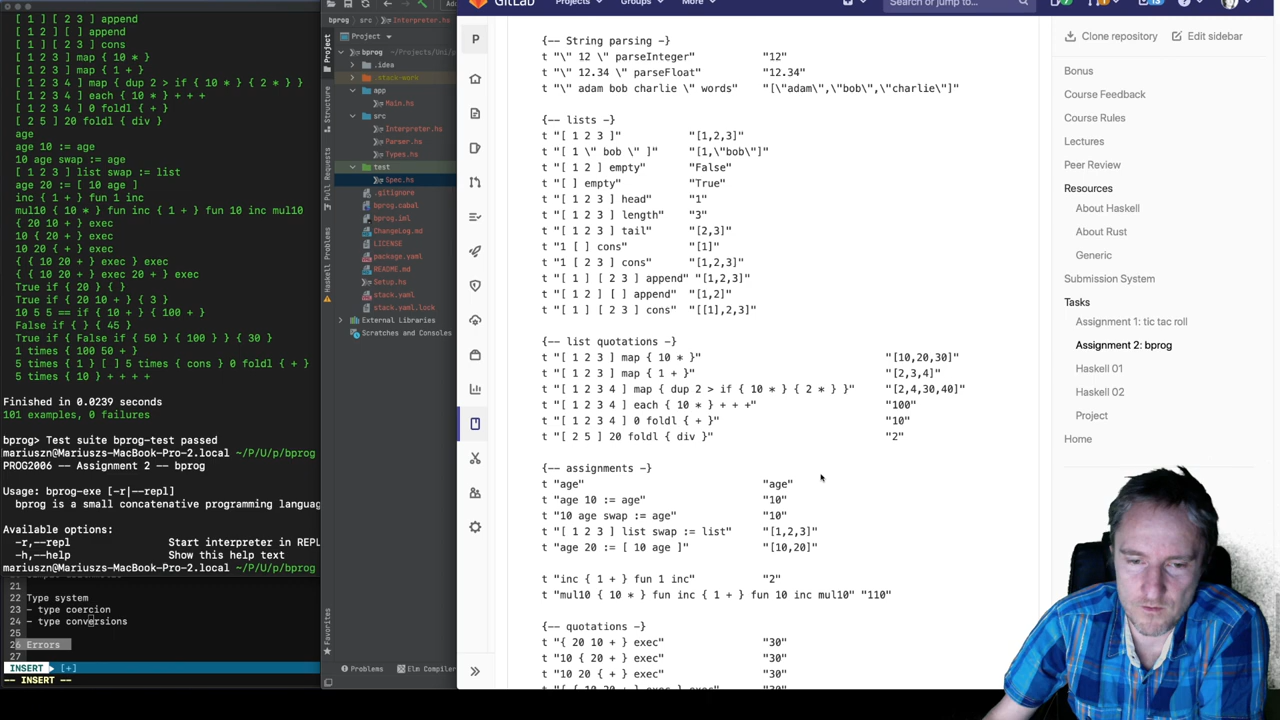 [ 1 2 3 ] [ 2 3 ] append
[ 1 2 ] [ ] append
[ 1 ] [ 2 3 ] cons
[ 1 2 3 ] map { 10 * }
[ 1 2 3 ] map { 1 + }
[ 1 2 3 4 ] map { dup 2 > if { 10 * } { 2 * } }
[ 1 2 3 4 ] each { 10 * } + + +
[ 1 2 3 4 ] 0 foldl { + }
[ 2 5 ] 20 foldl { div }
age
age 10 := age
10 age swap := age
[ 1 2 3 ] list swap := list
age 20 := [ 10 age ]
inc { 1 + } fun 1 inc
mul10 { 10 * } fun inc { 1 + } fun 10 inc mul10
{ 20 10 + } exec
10 { 20 + } exec
10 20 { + } exec
{ { 10 20 + } exec } exec
{ { 10 20 + } exec 20 + } exec
True if { 20 } { }
True if { 20 10 + } { 3 }
10 5 5 == if { 10 + } { 100 + }
False if { } { 45 }
True if { False if { 50 } { 100 } } { 30 }
1 times { 100 50 + }
5 times { 1 } [ ] 5 times { cons } 0 foldl { + }
5 times { 10 } + + + +
Finished in 0.0239 seconds
101 examples, 0 failures
bprog> Test suite bprog-test passed
mariuszn@Mariuszs-MacBook-Pro-2.local ~/P/U/p/bprog
PROG2006 -- Assignment 2 -- bprog
Usage: bprog-exe [-r|--repl]
bprog is a small concatenative programming languag
Available options:
-r,--repl Start interpreter in REPL
-h,--help Show this help text
mariuszn@Mariuszs-MacBook-Pro-2.local ~/P/U/p/bprog
21
22 Type system
23 - type coercion
24 - type conversions
25
26 Errors
27
INSERT [+]
-- INSERT --
bprog src Interpreter.hs
Project
bprog ~/Projects/Uni/p
.idea
.stack-work
app
Main.hs
src
Interpreter.hs
Parser.hs
Types.hs
test
Spec.hs
.gitignore
bprog.cabal
bprog.iml
ChangeLog.md
LICENSE
package.yaml
README.md
Setup.hs
stack.yaml
stack.yaml.lock
External Libraries
Scratches and Consoles
Project
Structure
Pull Requests
Haskell Problems
Favorites
Problems
Elm Compiler
GitLab
Projects
Groups
More
Search or jump to...
P
{-- String parsing -}
t "\" 12 \" parseInteger" "12"
t "\" 12.34 \" parseFloat" "12.34"
t "\" adam bob charlie \" words" "[\"adam\",\"bob\",\"charlie\"]"
{-- lists -}
t "[ 1 2 3 ]" "[1,2,3]"
t "[ 1 \" bob \" ]" "[1,\"bob\"]"
t "[ 1 2 ] empty" "False"
t "[ ] empty" "True"
t "[ 1 2 3 ] head" "1"
t "[ 1 2 3 ] length" "3"
t "[ 1 2 3 ] tail" "[2,3]"
t "1 [ ] cons" "[1]"
t "1 [ 2 3 ] cons" "[1,2,3]"
t "[ 1 ] [ 2 3 ] append" "[1,2,3]"
t "[ 1 2 ] [ ] append" "[1,2]"
t "[ 1 ] [ 2 3 ] cons" "[[1],2,3]"
{-- list quotations -}
t "[ 1 2 3 ] map { 10 * }" "[10,20,30]"
t "[ 1 2 3 ] map { 1 + }" "[2,3,4]"
t "[ 1 2 3 4 ] map { dup 2 > if { 10 * } { 2 * } }" "[2,4,30,40]"
t "[ 1 2 3 4 ] each { 10 * } + + +" "100"
t "[ 1 2 3 4 ] 0 foldl { + }" "10"
t "[ 2 5 ] 20 foldl { div }" "2"
{-- assignments -}
t "age" "age"
t "age 10 := age" "10"
t "10 age swap := age" "10"
t "[ 1 2 3 ] list swap := list" "[1,2,3]"
t "age 20 := [ 10 age ]" "[10,20]"
t "inc { 1 + } fun 1 inc" "2"
t "mul10 { 10 * } fun inc { 1 + } fun 10 inc mul10" "110"
{-- quotations -}
t "{ 20 10 + } exec" "30"
t "10 { 20 + } exec" "30"
t "10 20 { + } exec" "30"
t "{ { 10 20 + } exec } exec" "30"
Clone repository
Edit sidebar
Bonus
Course Feedback
Course Rules
Lectures
Peer Review
Resources
About Haskell
About Rust
Generic
Submission System
Tasks
Assignment 1: tic tac roll
Assignment 2: bprog
Haskell 01
Haskell 02
Project
Home